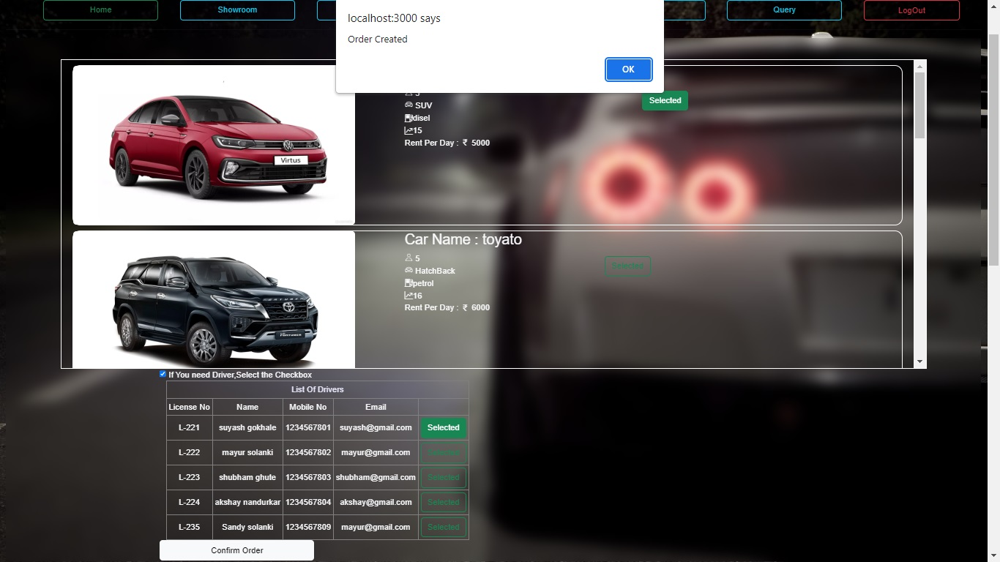 Home
Showroom
Query
LogOut
localhost:3000 says
Order Created
OK
Virtus
5
SUV
disel
15
Rent Per Day : ₹ 5000
Selected
Car Name : toyato
5
HatchBack
petrol
16
Rent Per Day : ₹ 6000
Selected
FORTUNER
If You need Driver,Select the Checkbox
List Of Drivers
License No Name Mobile No Email
L-221 suyash gokhale 1234567801 suyash@gmail.com Selected
L-222 mayur solanki 1234567802 mayur@gmail.com Selected
L-223 shubham ghute 1234567803 shubham@gmail.com Selected
L-224 akshay nandurkar 1234567804 akshay@gmail.com Selected
L-235 Sandy solanki 1234567809 mayur@gmail.com Selected
Confirm Order